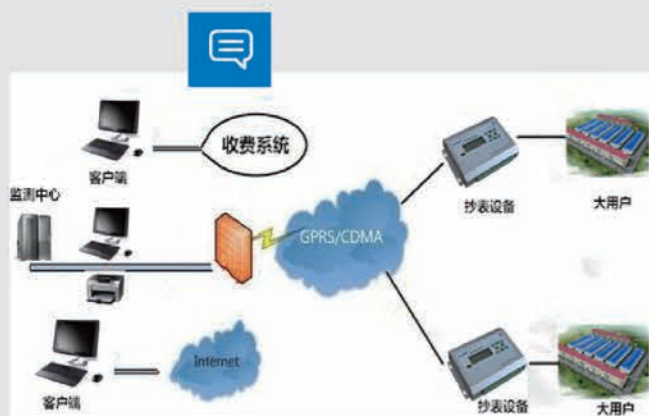 收费系统
客户端
监测中心
GPRS/CDMA
抄表设备
大用户
Internet
客户端
抄表设备
大用户